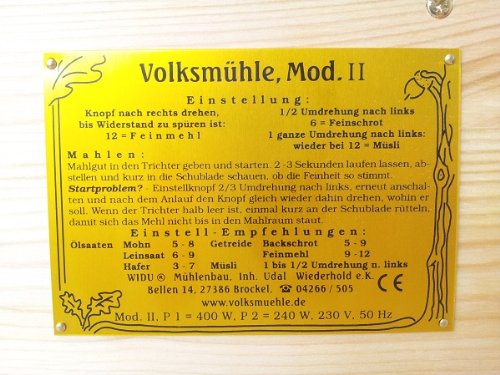 Volksmühle, Mod. II
Einstellung:
Knopf nach rechts drehen, 1/2 Umdrehung nach links
bis Widerstand zu spüren ist: 6 = Feinschrot
12 = Feinmehl 1 ganze Umdrehung nach links:
wieder bei 12 = Müsli
Mahlen:
Mahlgut in den Trichter geben und starten. 2 -3 Sekunden laufen lassen, ab-
stellen und kurz in die Schublade schauen, ob die Feinheit so stimmt.
Startproblem? - Einstellknopf 2/3 Umdrehung nach links, erneut anschal-
ten und nach dem Anlauf den Knopf gleich wieder dahin drehen, wohin er
soll. Wenn der Trichter halb leer ist, einmal kurz an der Schublade rütteln,
damit sich das Mehl nicht bis in den Mahlraum staut.
Einstell-Empfehlungen:
Ölsaaten Mohn 5 - 8 Getreide Backschrot 5 - 9
Leinsaat 6 - 9 Feinmehl 9 -12
Hafer 3 - 7 Müsli 1 bis 1/2 Umdrehung n. links
WIDU ® Mühlenbau, Inh. Udal Wiederhold e.K. CE
Bellen 14, 27386 Brockel, ☎ 04266 / 505
www.volksmuehle.de
Mod. II, P 1 = 400 W, P 2 = 240 W, 230 V, 50 Hz